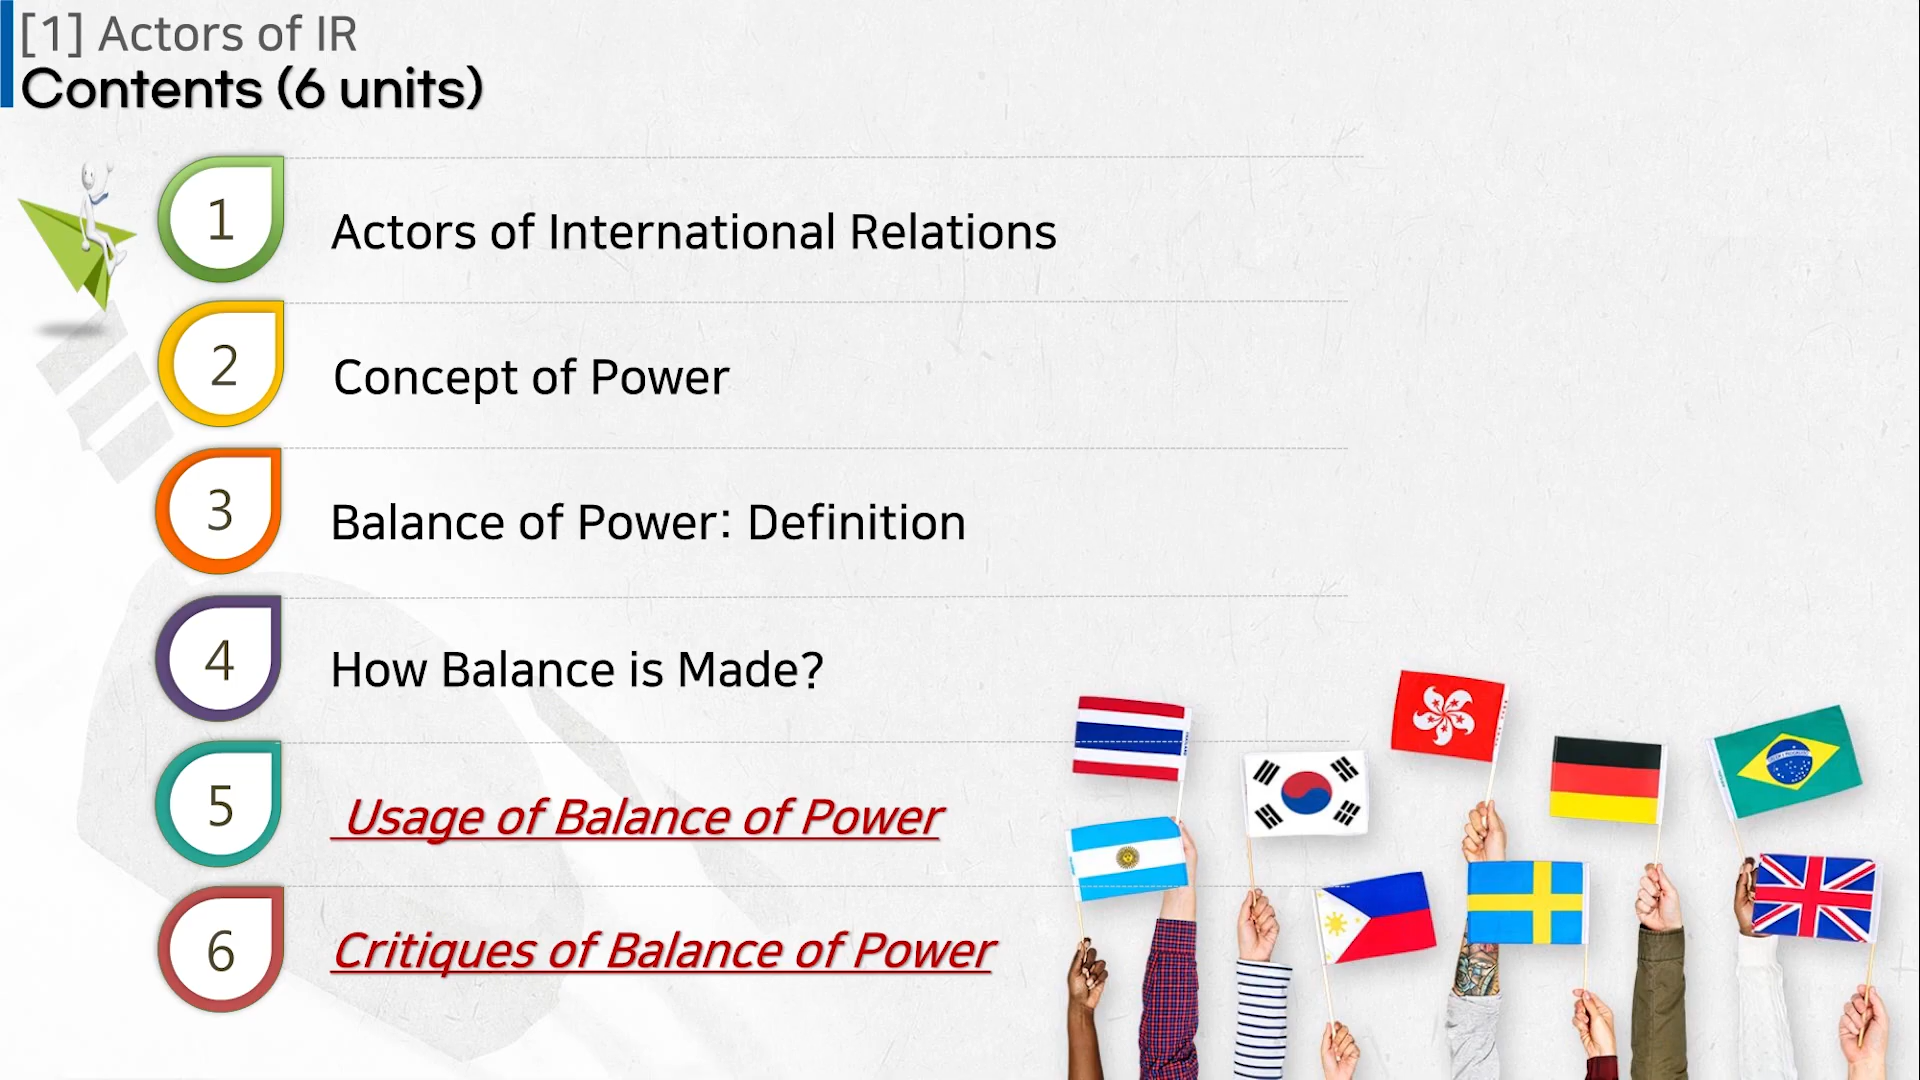 [1] Actors of IR
Contents (6 units)
1 Actors of International Relations
2 Concept of Power
3 Balance of Power: Definition
4 How Balance is Made?
5 Usage of Balance of Power
6 Critiques of Balance of Power